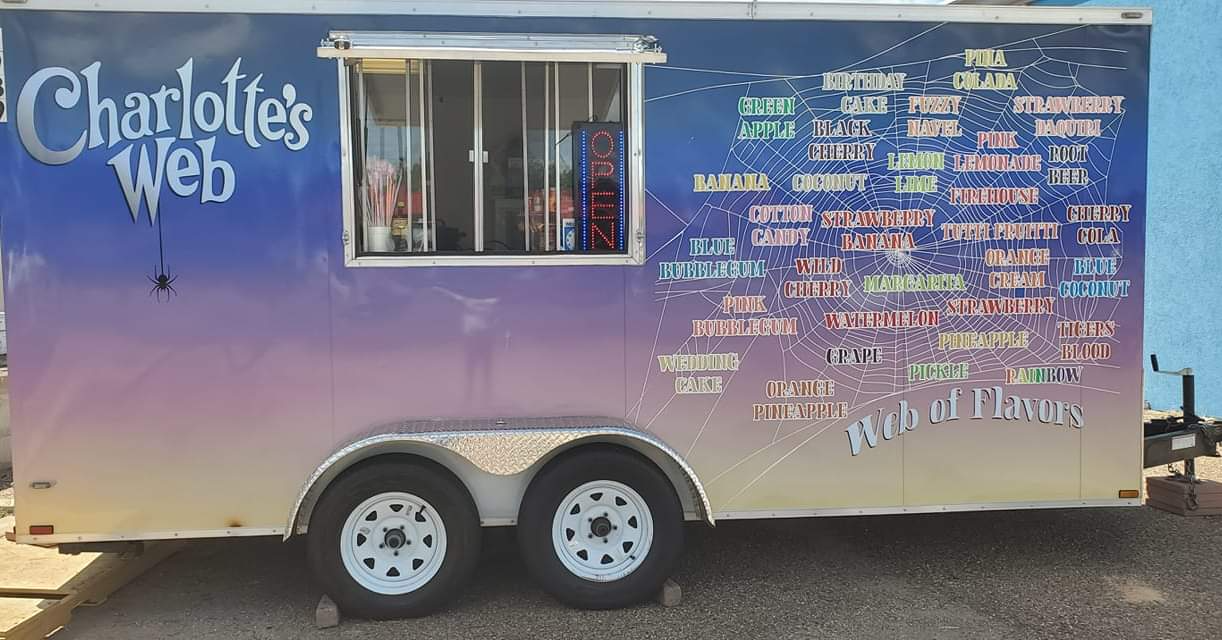 Charlotte's
Web
OPEN
PINA
COLADA
BIRTHDAY
CAKE
GREEN
APPLE
FUZZY
NAVEL
STRAWBERRY
DAQUIRI
BLACK
CHERRY
PINK
LEMONADE
ROOT
BEER
LEMON
LIME
BANANA
COCONUT
FIREHOUSE
COTTON
CANDY
STRAWBERRY
BANANA
TUTTI FRUITTI
CHERRY
COLA
BLUE
BUBBLEGUM
WILD
CHERRY
MARGARITA
ORANGE
CREAM
BLUE
COCONUT
PINK
BUBBLEGUM
WATERMELON
STRAWBERRY
TIGERS
BLOOD
PINEAPPLE
GRAPE
WEDDING
CAKE
PICKLE
RAINBOW
ORANGE
PINEAPPLE
Web of Flavors